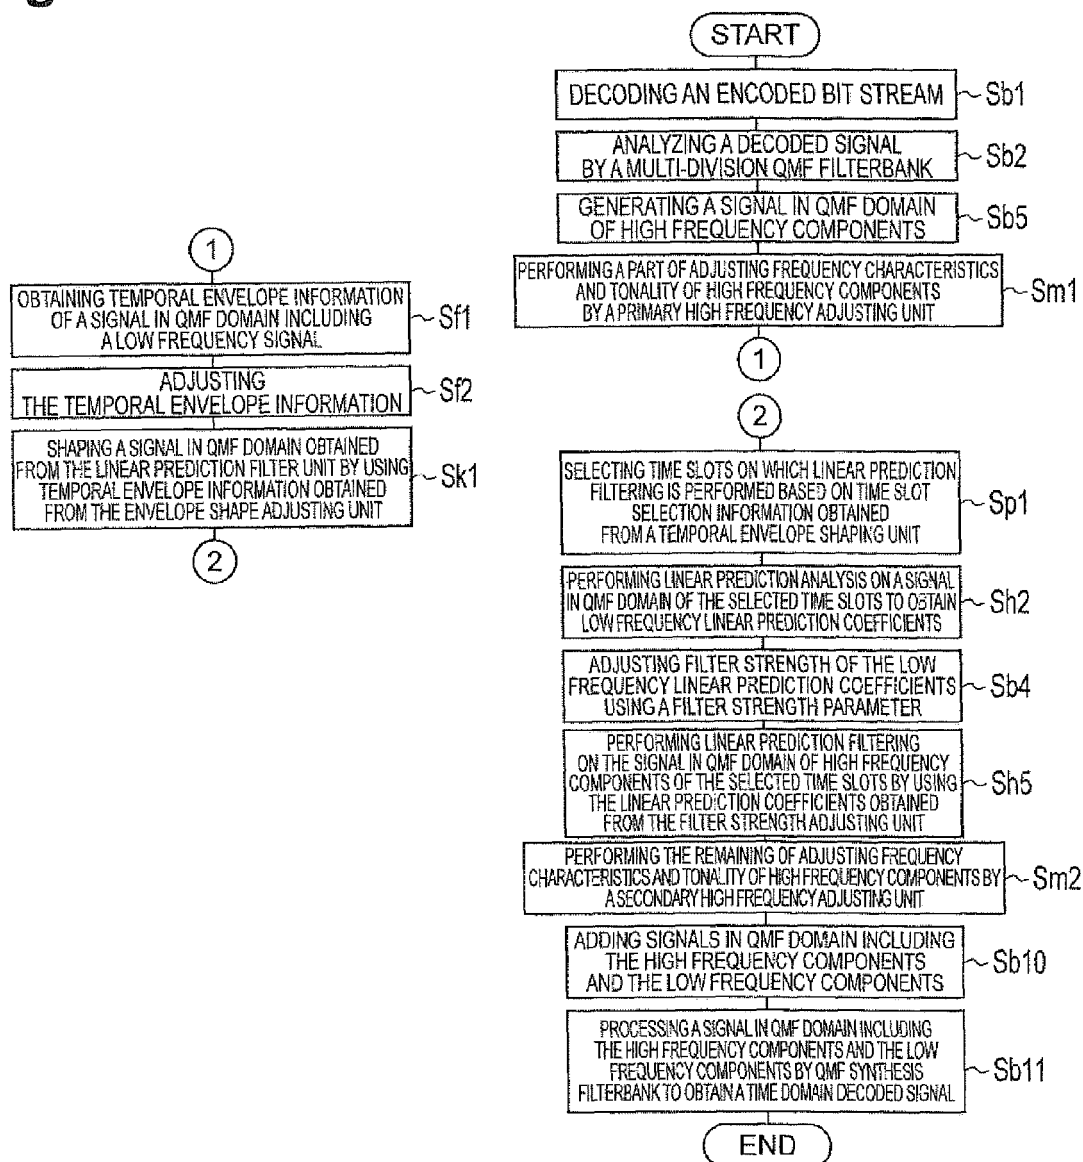 START
DECODING AN ENCODED BIT STREAM
Sb1
ANALYZING A DECODED SIGNAL
BY A MULTI-DIVISION QMF FILTERBANK
Sb2
GENERATING A SIGNAL IN QMF DOMAIN
OF HIGH FREQUENCY COMPONENTS
Sb5
PERFORMING A PART OF ADJUSTING FREQUENCY CHARACTERISTICS
AND TONALITY OF HIGH FREQUENCY COMPONENTS
BY A PRIMARY HIGH FREQUENCY ADJUSTING UNIT
Sm1
1
1
OBTAINING TEMPORAL ENVELOPE INFORMATION
OF A SIGNAL IN QMF DOMAIN INCLUDING
A LOW FREQUENCY SIGNAL
Sf1
ADJUSTING
THE TEMPORAL ENVELOPE INFORMATION
Sf2
SHAPING A SIGNAL IN QMF DOMAIN OBTAINED
FROM THE LINEAR PREDICTION FILTER UNIT BY USING
TEMPORAL ENVELOPE INFORMATION OBTAINED
FROM THE ENVELOPE SHAPE ADJUSTING UNIT
Sk1
2
2
SELECTING TIME SLOTS ON WHICH LINEAR PREDICTION
FILTERING IS PERFORMED BASED ON TIME SLOT
SELECTION INFORMATION OBTAINED
FROM A TEMPORAL ENVELOPE SHAPING UNIT
Sp1
PERFORMING LINEAR PREDICTION ANALYSIS ON A SIGNAL
IN QMF DOMAIN OF THE SELECTED TIME SLOTS TO OBTAIN
LOW FREQUENCY LINEAR PREDICTION COEFFICIENTS
Sh2
ADJUSTING FILTER STRENGTH OF THE LOW
FREQUENCY LINEAR PREDICTION COEFFICIENTS
USING A FILTER STRENGTH PARAMETER
Sb4
PERFORMING LINEAR PREDICTION FILTERING
ON THE SIGNAL IN QMF DOMAIN OF HIGH FREQUENCY
COMPONENTS OF THE SELECTED TIME SLOTS BY USING
THE LINEAR PREDICTION COEFFICIENTS OBTAINED
FROM THE FILTER STRENGTH ADJUSTING UNIT
Sh5
PERFORMING THE REMAINING OF ADJUSTING FREQUENCY
CHARACTERISTICS AND TONALITY OF HIGH FREQUENCY COMPONENTS BY
A SECONDARY HIGH FREQUENCY ADJUSTING UNIT
Sm2
ADDING SIGNALS IN QMF DOMAIN INCLUDING
THE HIGH FREQUENCY COMPONENTS
AND THE LOW FREQUENCY COMPONENTS
Sb10
PROCESSING A SIGNAL IN QMF DOMAIN INCLUDING
THE HIGH FREQUENCY COMPONENTS AND THE LOW
FREQUENCY COMPONENTS BY QMF SYNTHESIS
FILTERBANK TO OBTAIN A TIME DOMAIN DECODED SIGNAL
Sb11
END